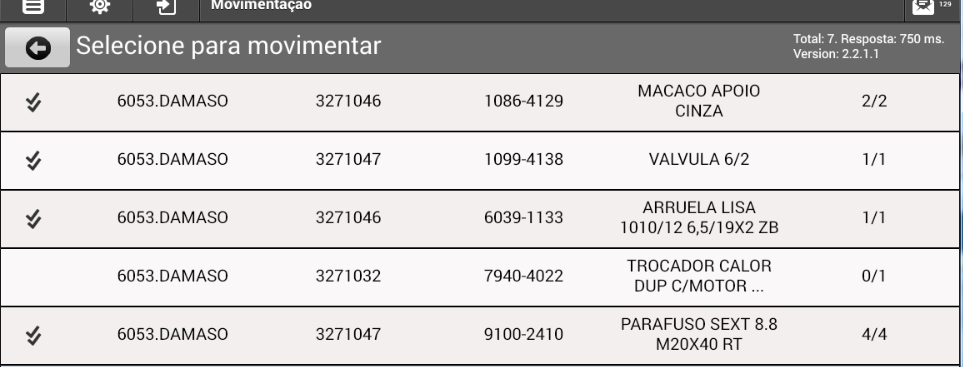 Movimentação
129
Selecione para movimentar
Total: 7. Resposta: 750 ms.
Version: 2.2.1.1
6053.DAMASO 3271046 1086-4129 MACACO APOIO
CINZA 2/2
6053.DAMASO 3271047 1099-4138 VALVULA 6/2 1/1
6053.DAMASO 3271046 6039-1133 ARRUELA LISA
1010/12 6,5/19X2 ZB 1/1
6053.DAMASO 3271032 7940-4022 TROCADOR CALOR
DUP C/MOTOR ... 0/1
6053.DAMASO 3271047 9100-2410 PARAFUSO SEXT 8.8
M20X40 RT 4/4